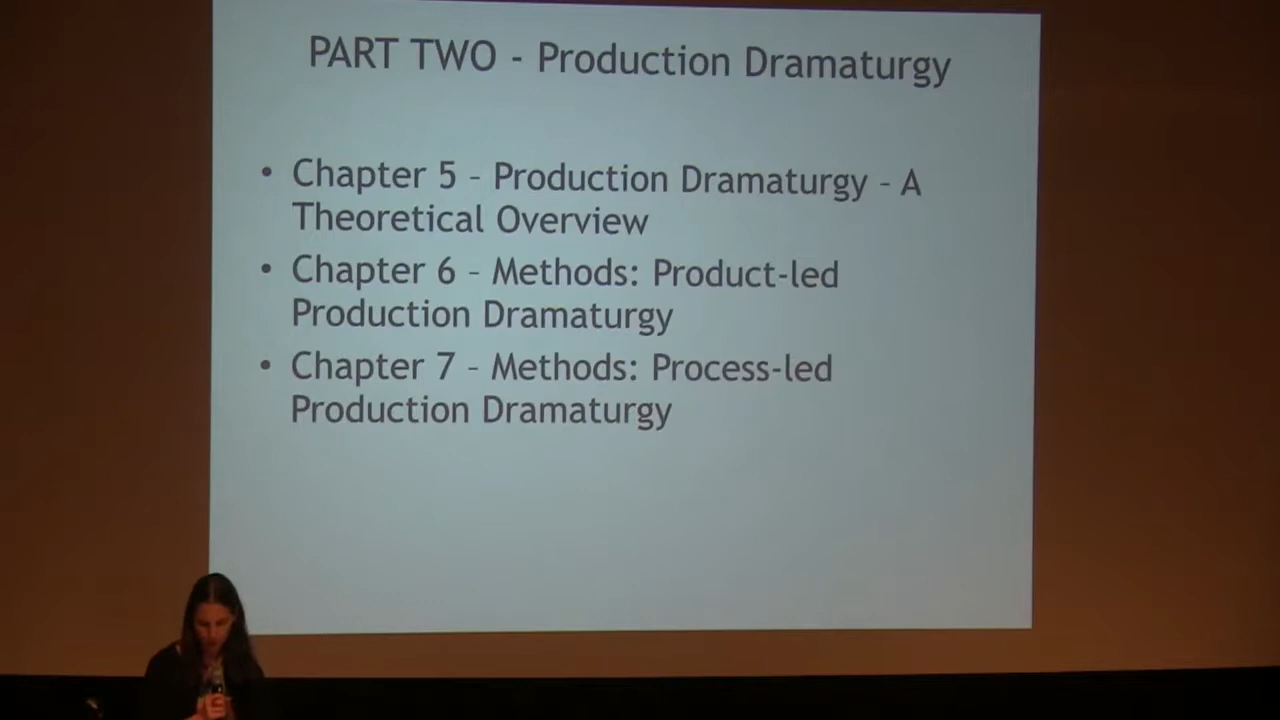 PART TWO - Production Dramaturgy
• Chapter 5 – Production Dramaturgy – A
Theoretical Overview
• Chapter 6 – Methods: Product-led
Production Dramaturgy
• Chapter 7 – Methods: Process-led
Production Dramaturgy